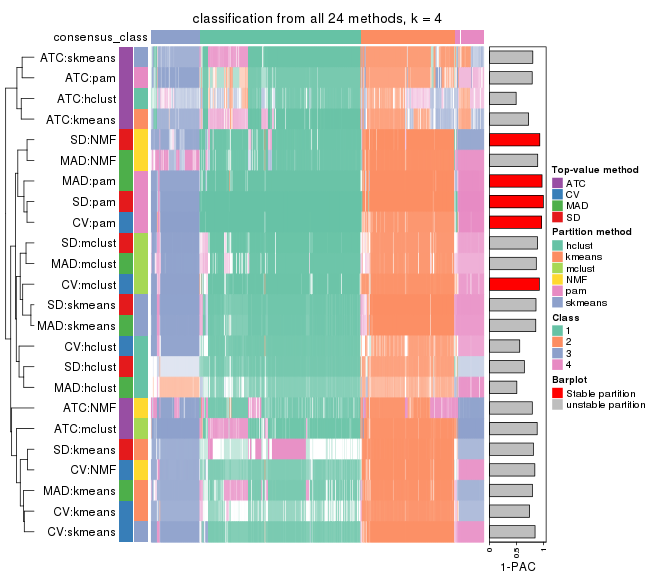 classification from all 24 methods, k = 4
consensus_class
ATC:skmeans
ATC:pam
ATC:hclust
ATC:kmeans
SD:NMF
MAD:NMF
MAD:pam
SD:pam
CV:pam
SD:mclust
MAD:mclust
CV:mclust
SD:skmeans
MAD:skmeans
CV:hclust
SD:hclust
MAD:hclust
ATC:NMF
ATC:mclust
SD:kmeans
CV:NMF
MAD:kmeans
CV:kmeans
CV:skmeans
0
0.5
1
1-PAC
Top-value method
ATC
CV
MAD
SD
Partition method
hclust
kmeans
mclust
NMF
pam
skmeans
Class
1
2
3
4
Barplot
Stable partition
unstable partition